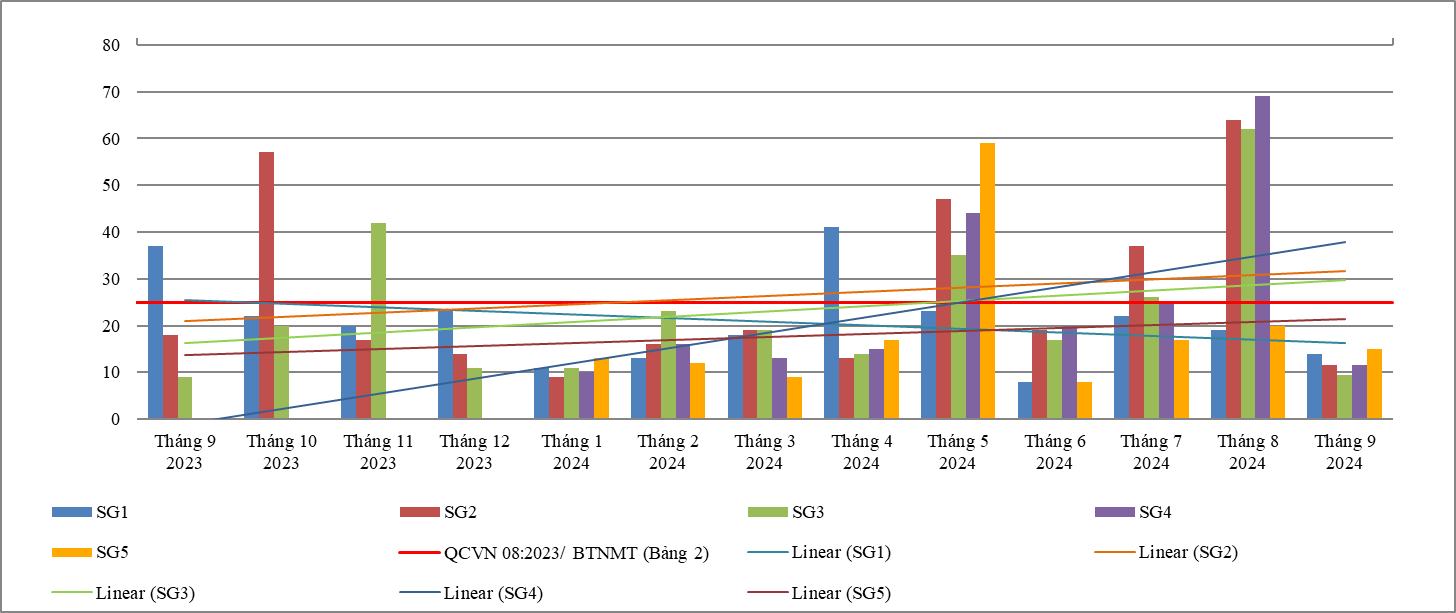 80
70
60
50
40
30
20
10
0
Tháng 9 Tháng 10 Tháng 11 Tháng 12 Tháng 1 Tháng 2 Tháng 3 Tháng 4 Tháng 5 Tháng 6 Tháng 7 Tháng 8 Tháng 9
2023 2023 2023 2023 2024 2024 2024 2024 2024 2024 2024 2024 2024
SG1 SG2 SG3 SG4
SG5 QCVN 08:2023/ BTNMT (Bảng 2) Linear (SG1) Linear (SG2)
Linear (SG3) Linear (SG4) Linear (SG5)